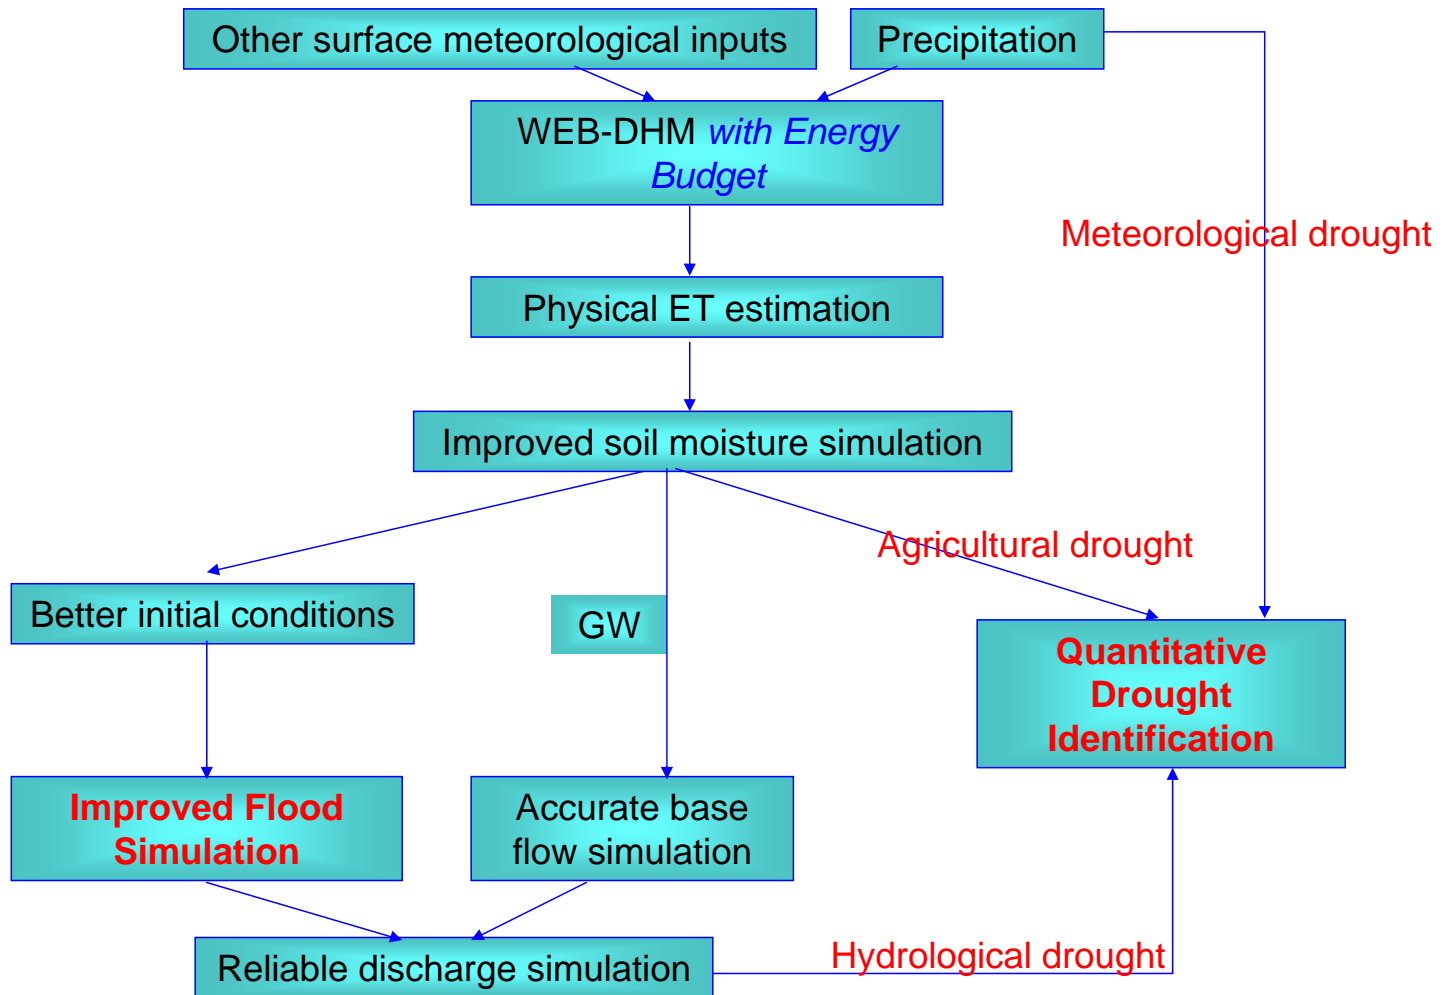 Other surface meteorological inputs
Precipitation
WEB-DHM with Energy
Budget
Meteorological drought
Physical ET estimation
Improved soil moisture simulation
Agricultural drought
Better initial conditions
GW
Quantitative
Drought
Identification
Improved Flood
Simulation
Accurate base
flow simulation
Reliable discharge simulation
Hydrological drought